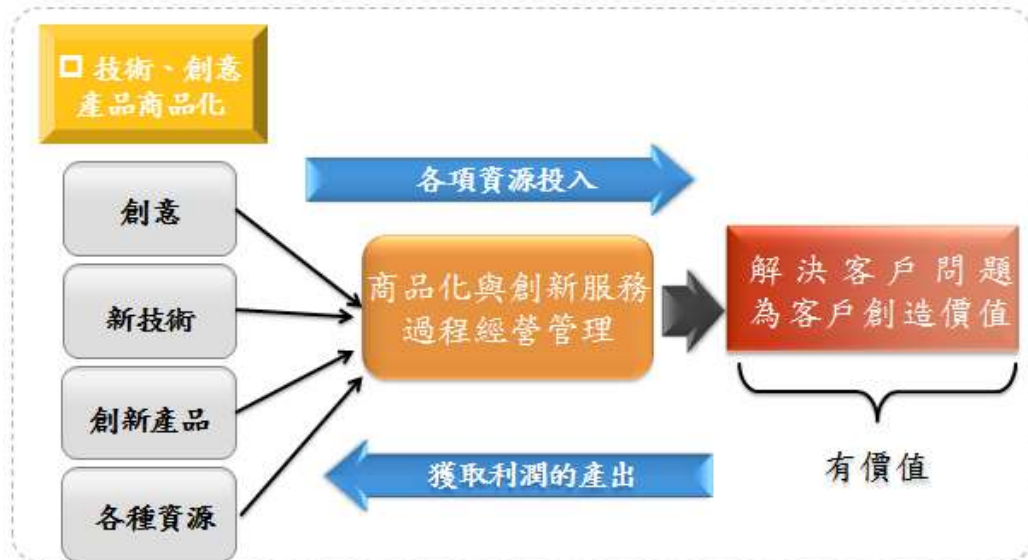 技術、創意
產品商品化
各項資源投入
創意
新技術
創新產品
各種資源
商品化與創新服務
過程經營管理
解決客戶問題
為客戶創造價值
獲取利潤的產出
有價值